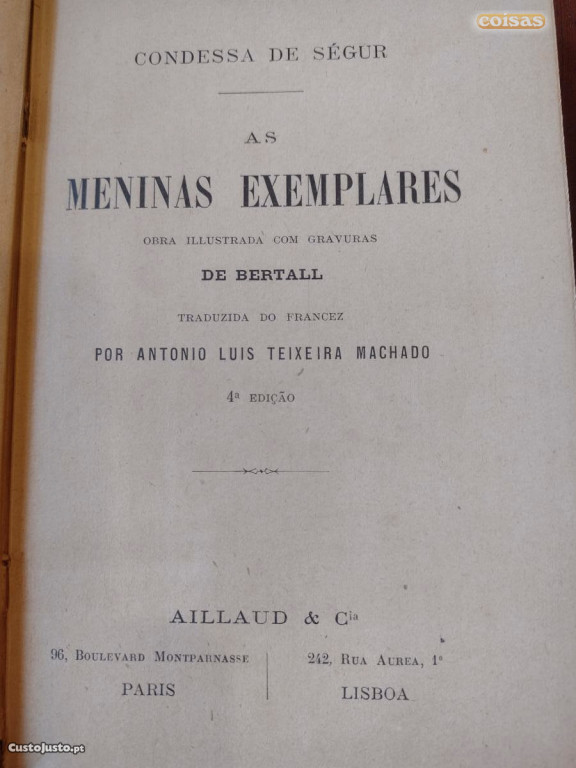 coisas
CONDESSA DE SÉGUR
AS
MENINAS EXEMPLARES
OBRA ILLUSTRADA COM GRAVURAS
DE BERTALL
TRADUZIDA DO FRANCEZ
POR ANTONIO LUIS TEIXEIRA MACHADO
4ª EDIÇÃO
AILLAUD & Cia
96, BOULEVARD MONTPARNASSE
PARIS
242, RUA AUREA, 1º
LISBOA
CustoJusto.pt